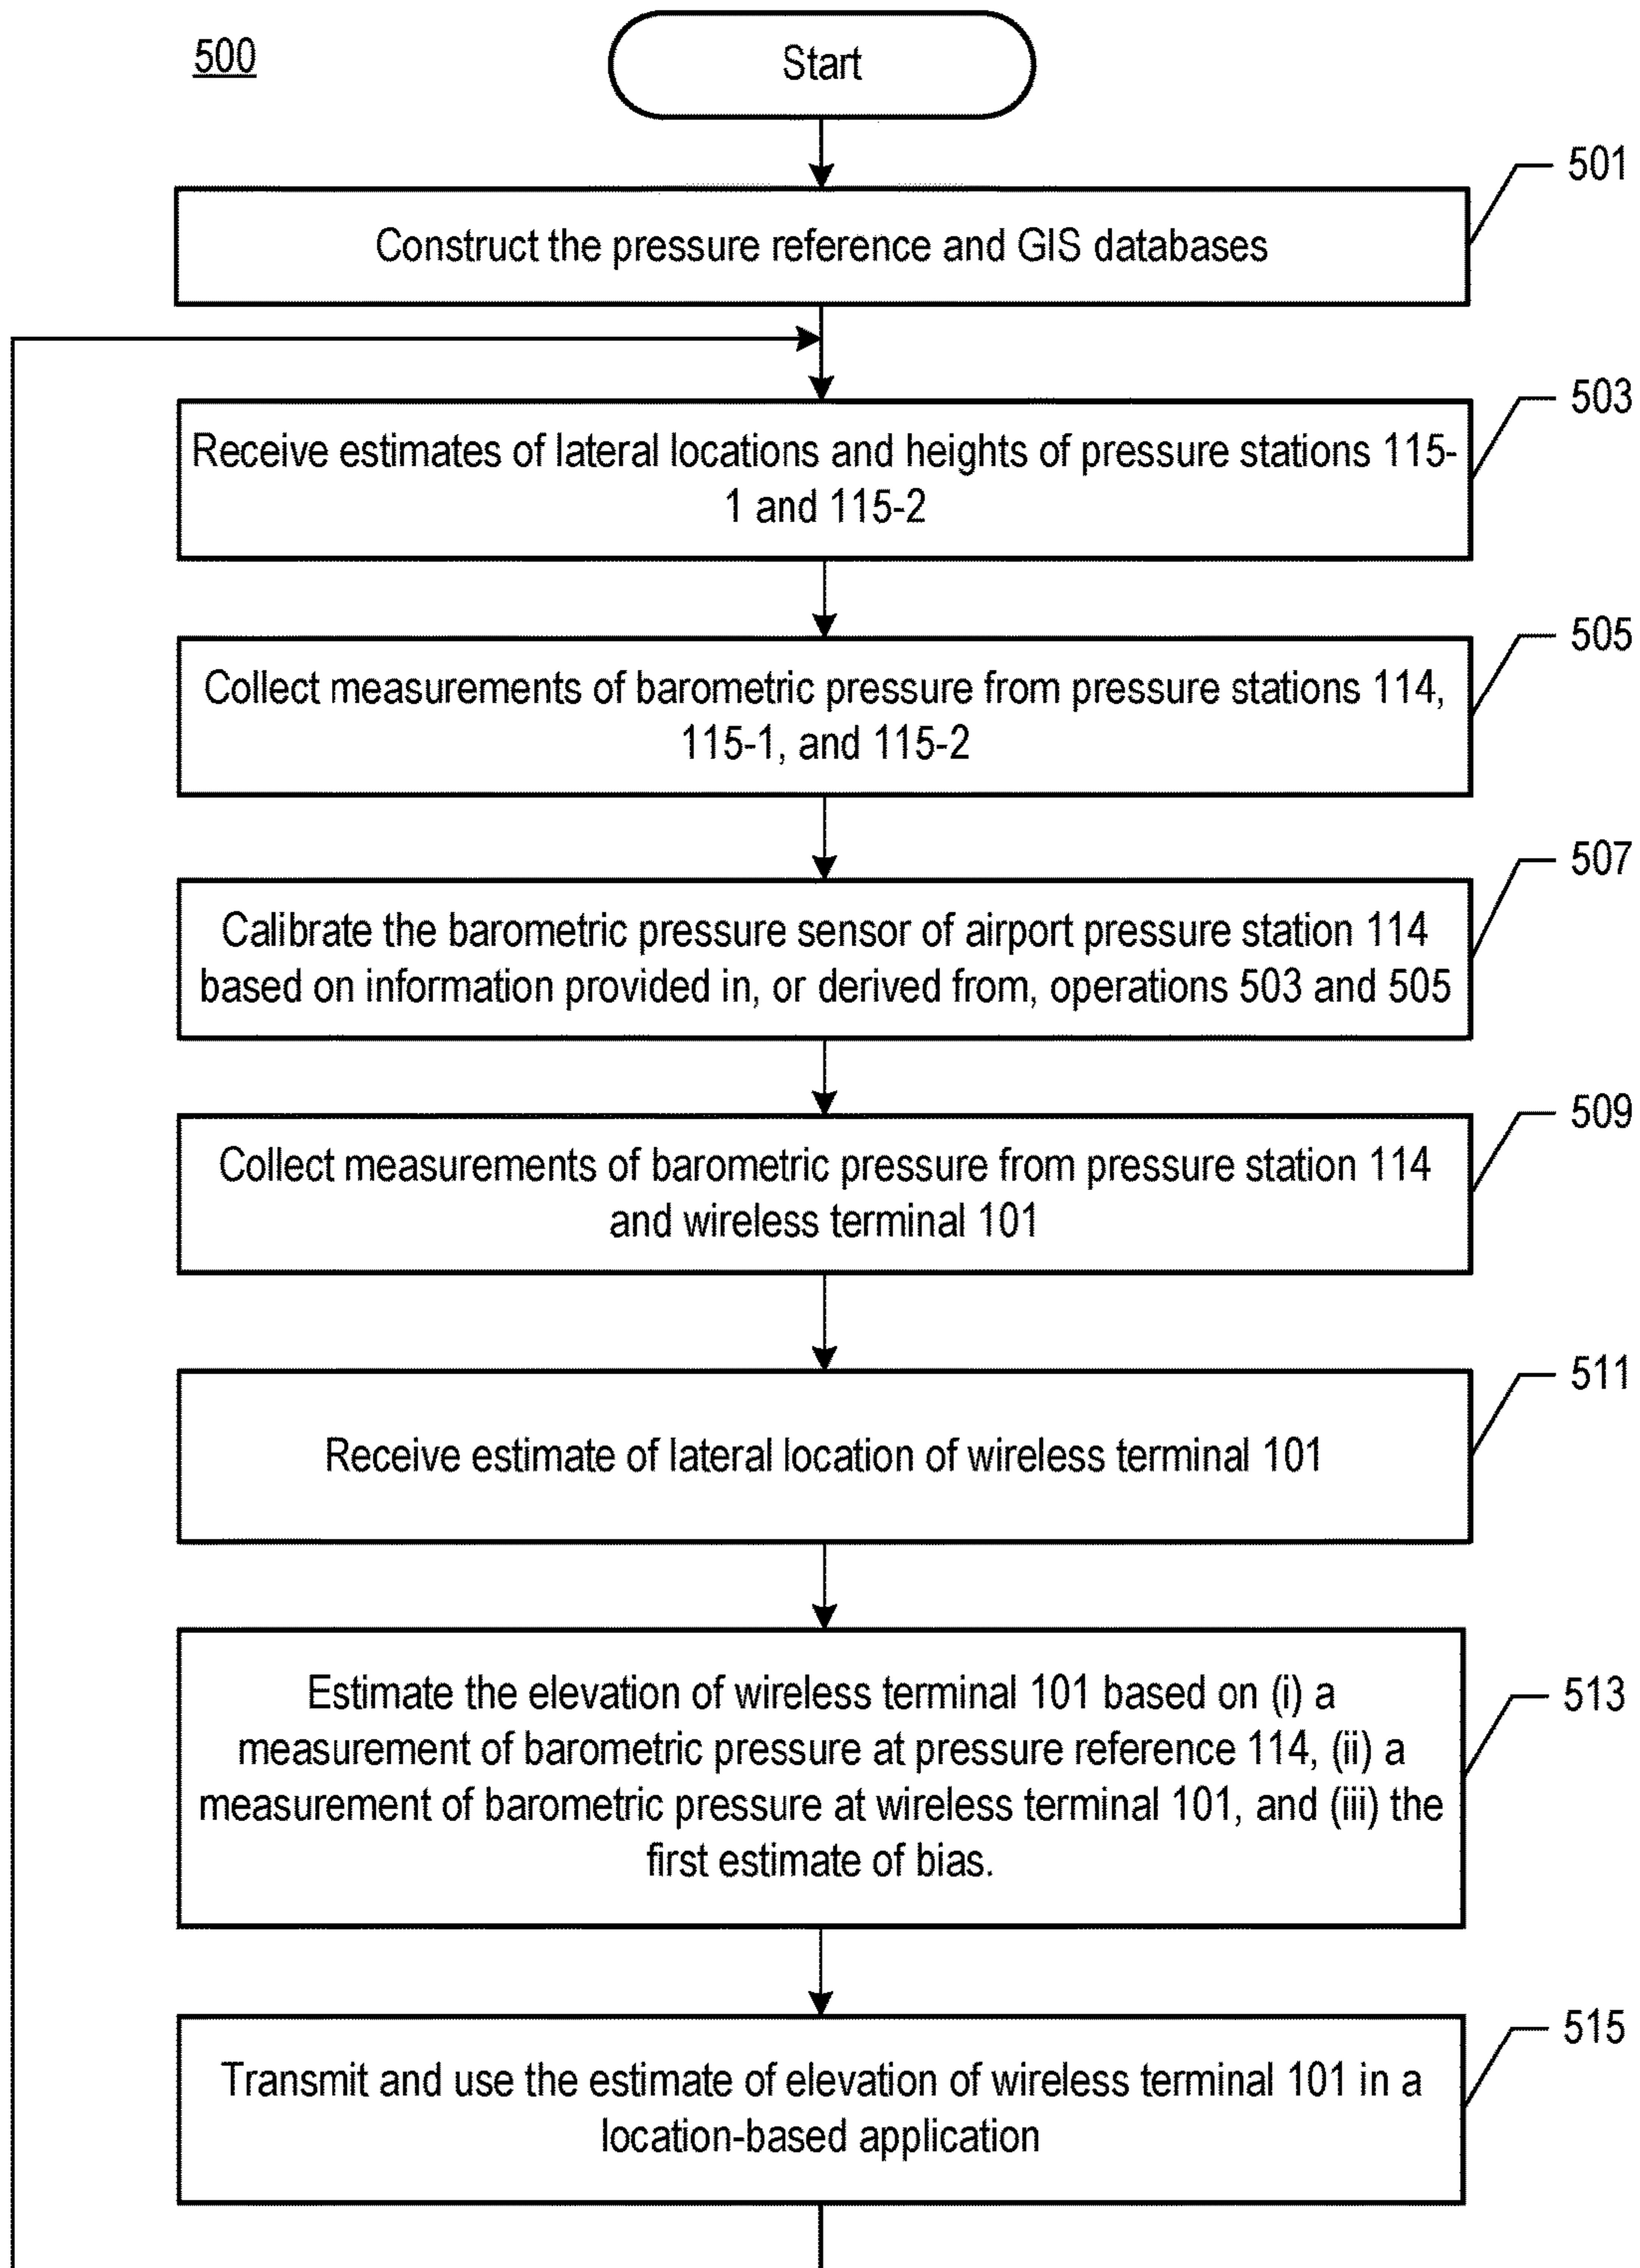 500
Start
501
Construct the pressure reference and GIS databases
503
Receive estimates of lateral locations and heights of pressure stations 115-
1 and 115-2
505
Collect measurements of barometric pressure from pressure stations 114,
115-1, and 115-2
507
Calibrate the barometric pressure sensor of airport pressure station 114
based on information provided in, or derived from, operations 503 and 505
509
Collect measurements of barometric pressure from pressure station 114
and wireless terminal 101
511
Receive estimate of lateral location of wireless terminal 101
513
Estimate the elevation of wireless terminal 101 based on (i) a
measurement of barometric pressure at pressure reference 114, (ii) a
measurement of barometric pressure at wireless terminal 101, and (iii) the
first estimate of bias.
515
Transmit and use the estimate of elevation of wireless terminal 101 in a
location-based application